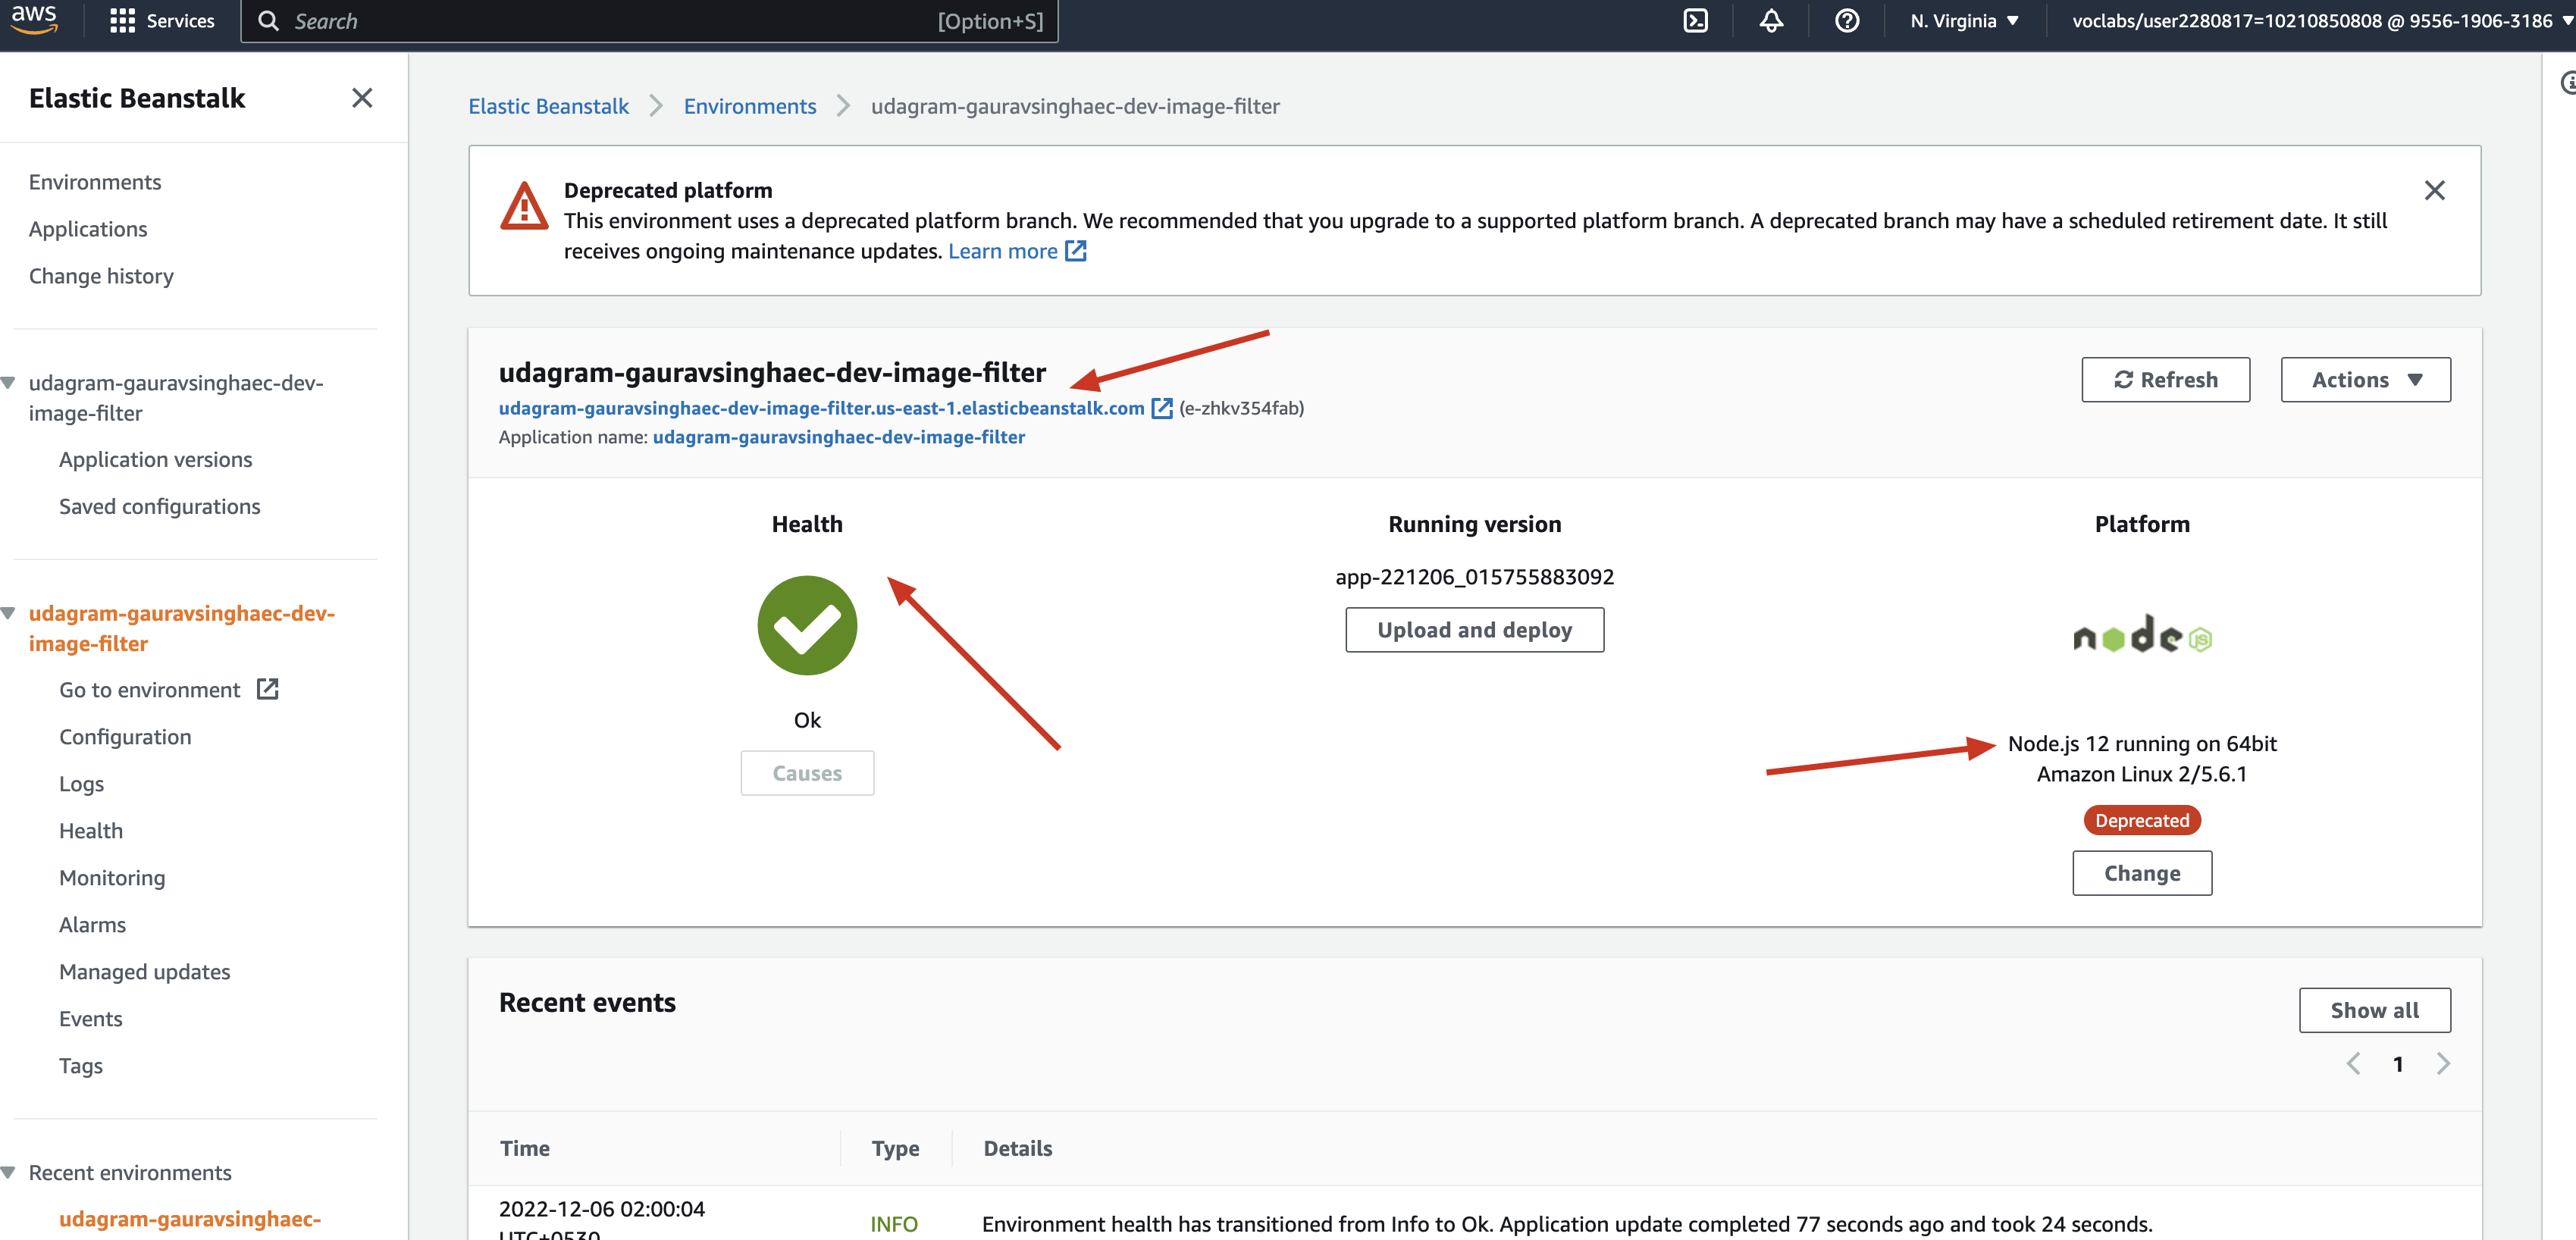 aws
Services
Search
[Option+S]
N. Virginia
voclabs/user2280817=10210850808 @ 9556-1906-3186
Elastic Beanstalk
Environments
Applications
Change history
udagram-gauravsinghaec-dev-
image-filter
Application versions
Saved configurations
udagram-gauravsinghaec-dev-
image-filter
Go to environment
Configuration
Logs
Health
Monitoring
Alarms
Managed updates
Events
Tags
Recent environments
udagram-gauravsinghaec-
Elastic Beanstalk
Environments
udagram-gauravsinghaec-dev-image-filter
Deprecated platform
This environment uses a deprecated platform branch. We recommended that you upgrade to a supported platform branch. A deprecated branch may have a scheduled retirement date. It still
receives ongoing maintenance updates. Learn more
udagram-gauravsinghaec-dev-image-filter
udagram-gauravsinghaec-dev-image-filter.us-east-1.elasticbeanstalk.com (e-zhkv354fab)
Application name: udagram-gauravsinghaec-dev-image-filter
Refresh
Actions
Health
Ok
Causes
Running version
app-221206_015755883092
Upload and deploy
Platform
node JS
Node.js 12 running on 64bit
Amazon Linux 2/5.6.1
Deprecated
Change
Recent events
Show all
1
Time
Type
Details
2022-12-06 02:00:04
UTC+0530
INFO
Environment health has transitioned from Info to Ok. Application update completed 77 seconds ago and took 24 seconds.